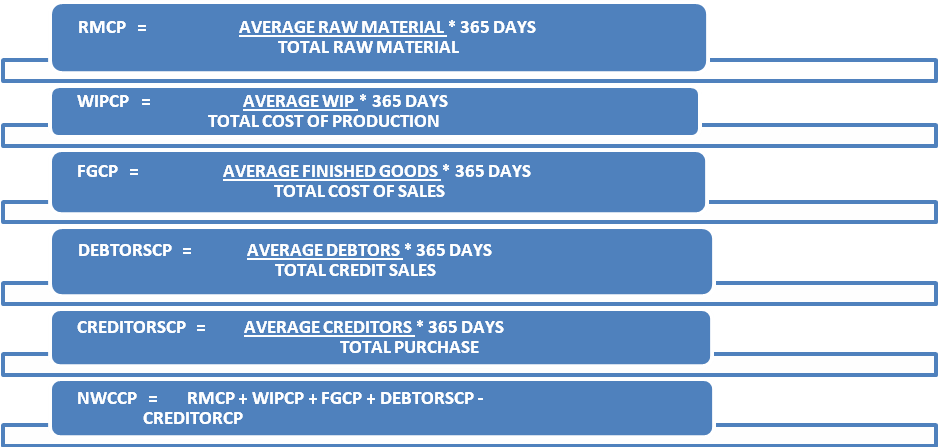 RMCP = AVERAGE RAW MATERIAL * 365 DAYS
TOTAL RAW MATERIAL
WIPCP = AVERAGE WIP * 365 DAYS
TOTAL COST OF PRODUCTION
FGCP = AVERAGE FINISHED GOODS * 365 DAYS
TOTAL COST OF SALES
DEBTORSCP = AVERAGE DEBTORS * 365 DAYS
TOTAL CREDIT SALES
CREDITORSCP = AVERAGE CREDITORS * 365 DAYS
TOTAL PURCHASE
NWCCP = RMCP + WIPCP + FGCP + DEBTORSCP -
CREDITORCP